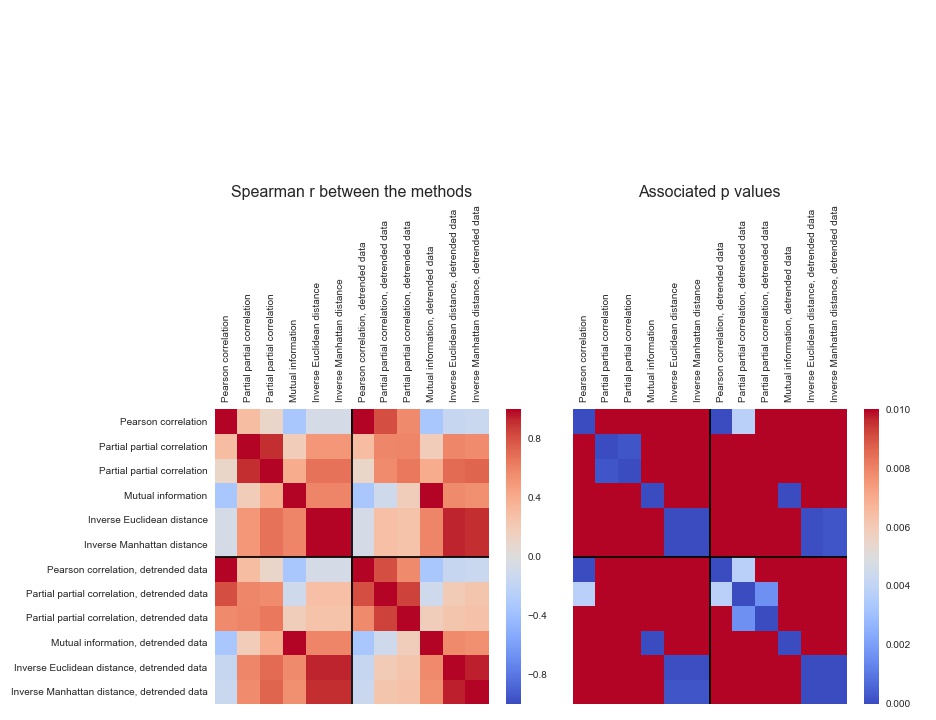 Spearman r between the methods
Associated p values
Pearson correlation
Partial partial correlation
Partial partial correlation
Mutual information
Inverse Euclidean distance
Inverse Manhattan distance
Pearson correlation, detrended data
Partial partial correlation, detrended data
Partial partial correlation, detrended data
Mutual information, detrended data
Inverse Euclidean distance, detrended data
Inverse Manhattan distance, detrended data
Pearson correlation
Partial partial correlation
Partial partial correlation
Mutual information
Inverse Euclidean distance
Inverse Manhattan distance
Pearson correlation, detrended data
Partial partial correlation, detrended data
Partial partial correlation, detrended data
Mutual information, detrended data
Inverse Euclidean distance, detrended data
Inverse Manhattan distance, detrended data
Pearson correlation
Partial partial correlation
Partial partial correlation
Mutual information
Inverse Euclidean distance
Inverse Manhattan distance
Pearson correlation, detrended data
Partial partial correlation, detrended data
Partial partial correlation, detrended data
Mutual information, detrended data
Inverse Euclidean distance, detrended data
Inverse Manhattan distance, detrended data
0.8
0.4
0.0
−0.4
−0.8
0.010
0.008
0.006
0.004
0.002
0.000